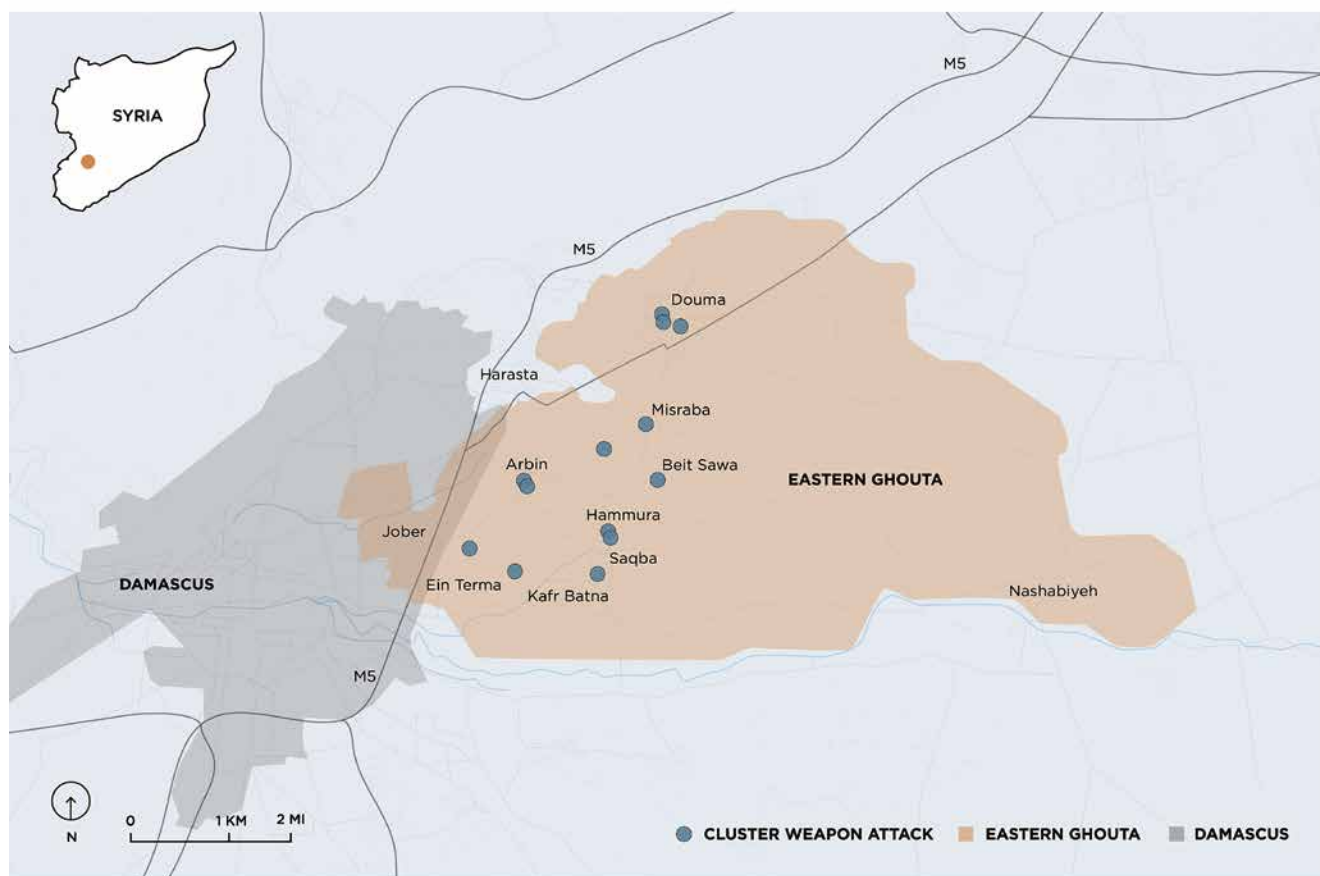 SYRIA
M5
M5
Douma
Harasta
Misraba
Arbin
Beit Sawa
EASTERN GHOUTA
Hammura
Jober
Saqba
Ein Terma
DAMASCUS
Kafr Batna
Nashabiyeh
M5
0 1 KM 2 MI
N
CLUSTER WEAPON ATTACK EASTERN GHOUTA DAMASCUS